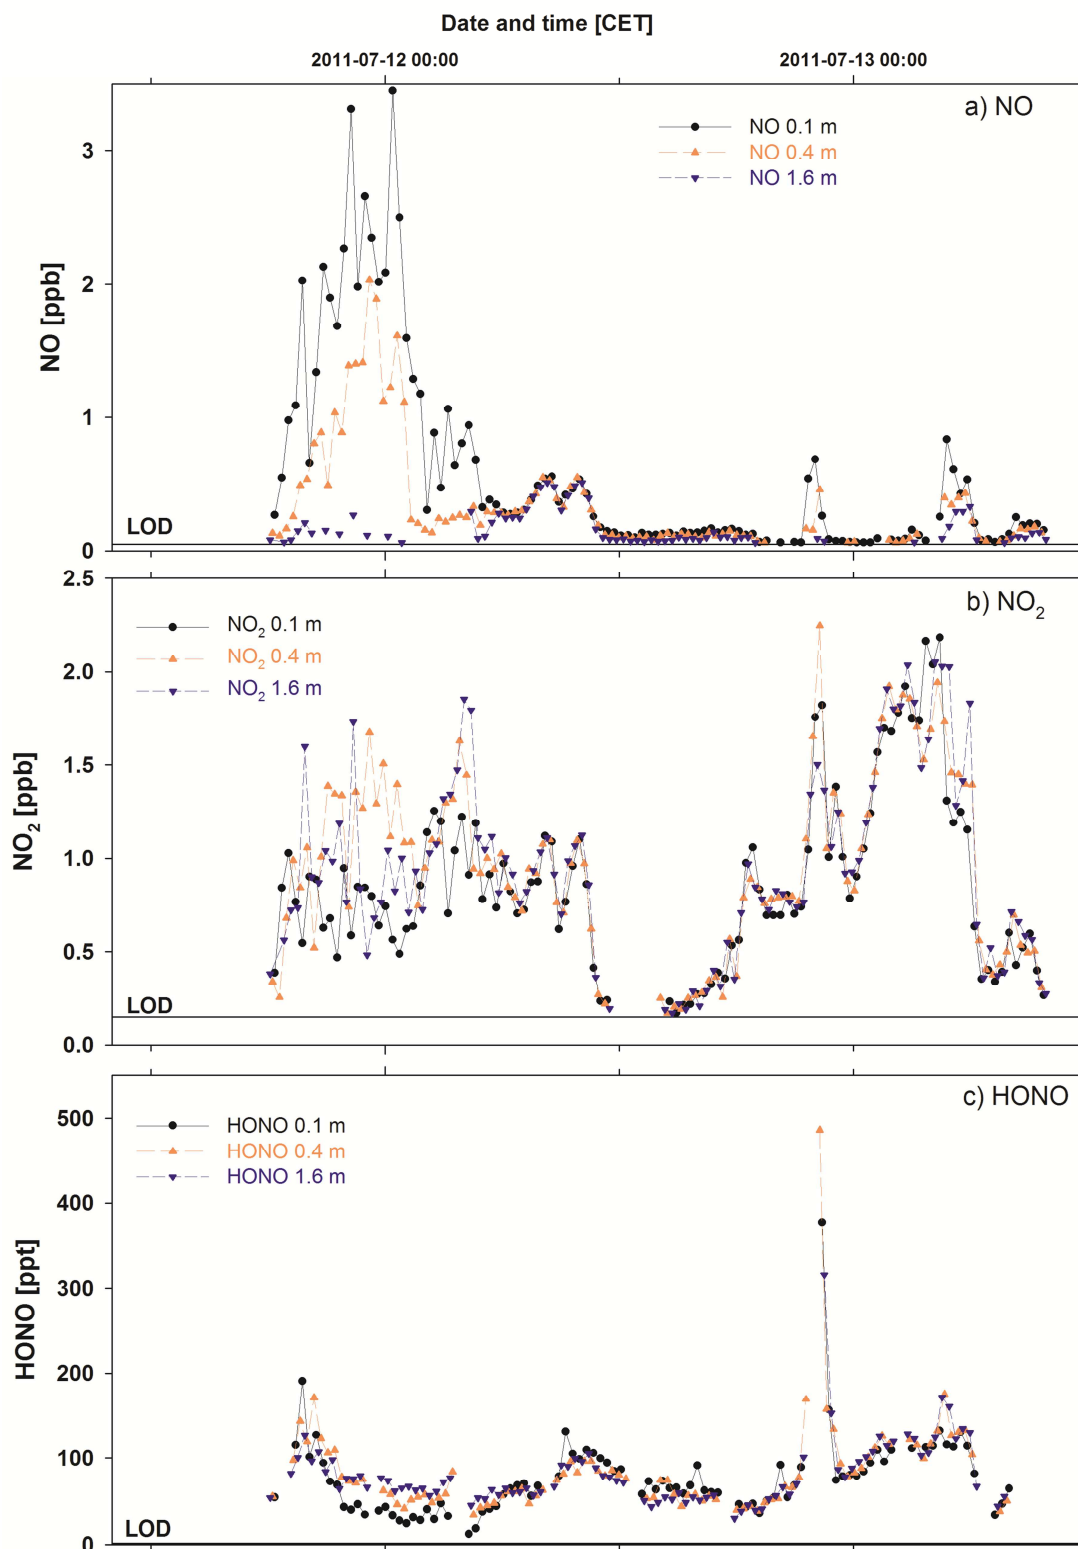 Date and time [CET]
2011-07-12 00:00
2011-07-13 00:00
a) NO
NO 0.1 m
NO 0.4 m
NO 1.6 m
3
2
1
0
NO [ppb]
LOD
b) NO2
NO2 0.1 m
NO2 0.4 m
NO2 1.6 m
2.5
2.0
1.5
1.0
0.5
0.0
NO2 [ppb]
LOD
c) HONO
HONO 0.1 m
HONO 0.4 m
HONO 1.6 m
500
400
300
200
100
0
HONO [ppt]
LOD